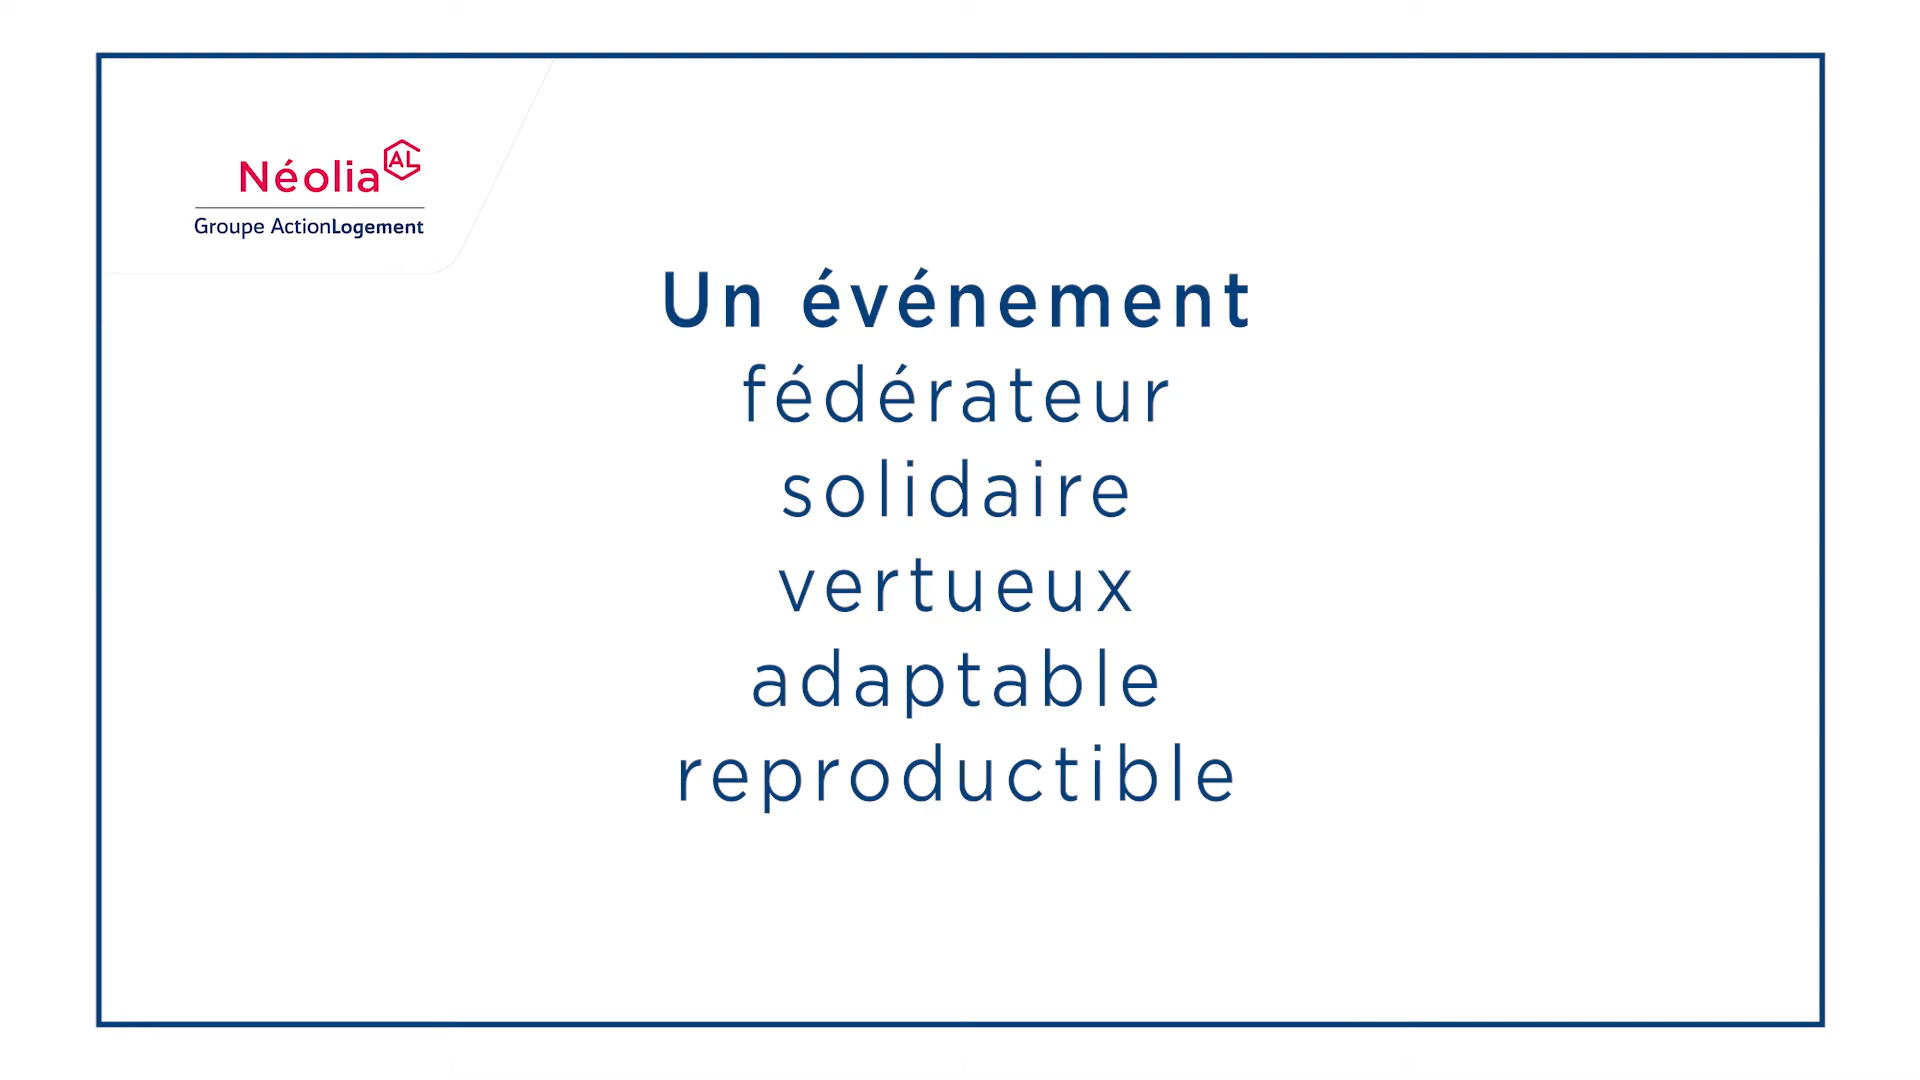 Néolia AL
Groupe ActionLogement
Un événement
fédérateur
solidaire
vertueux
adaptable
reproductible